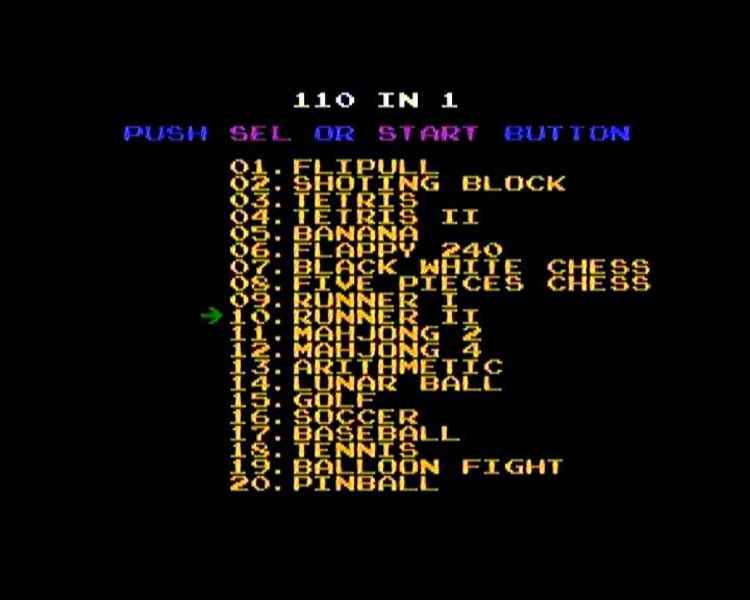 110 IN 1
PUSH SEL OR START BUTTON
01. FLIPULL
02. SHOTING BLOCK
03. TETRIS
04. TETRIS II
05. BANANA
06. FLAPPY 240
07. BLACK WHITE CHESS
08. FIVE PIECES CHESS
09. RUNNER I
10. RUNNER II
11. MAHJONG 2
12. MAHJONG 4
13. ARITHMETIC
14. LUNAR BALL
15. GOLF
16. SOCCER
17. BASEBALL
18. TENNIS
19. BALLOON FIGHT
20. PINBALL